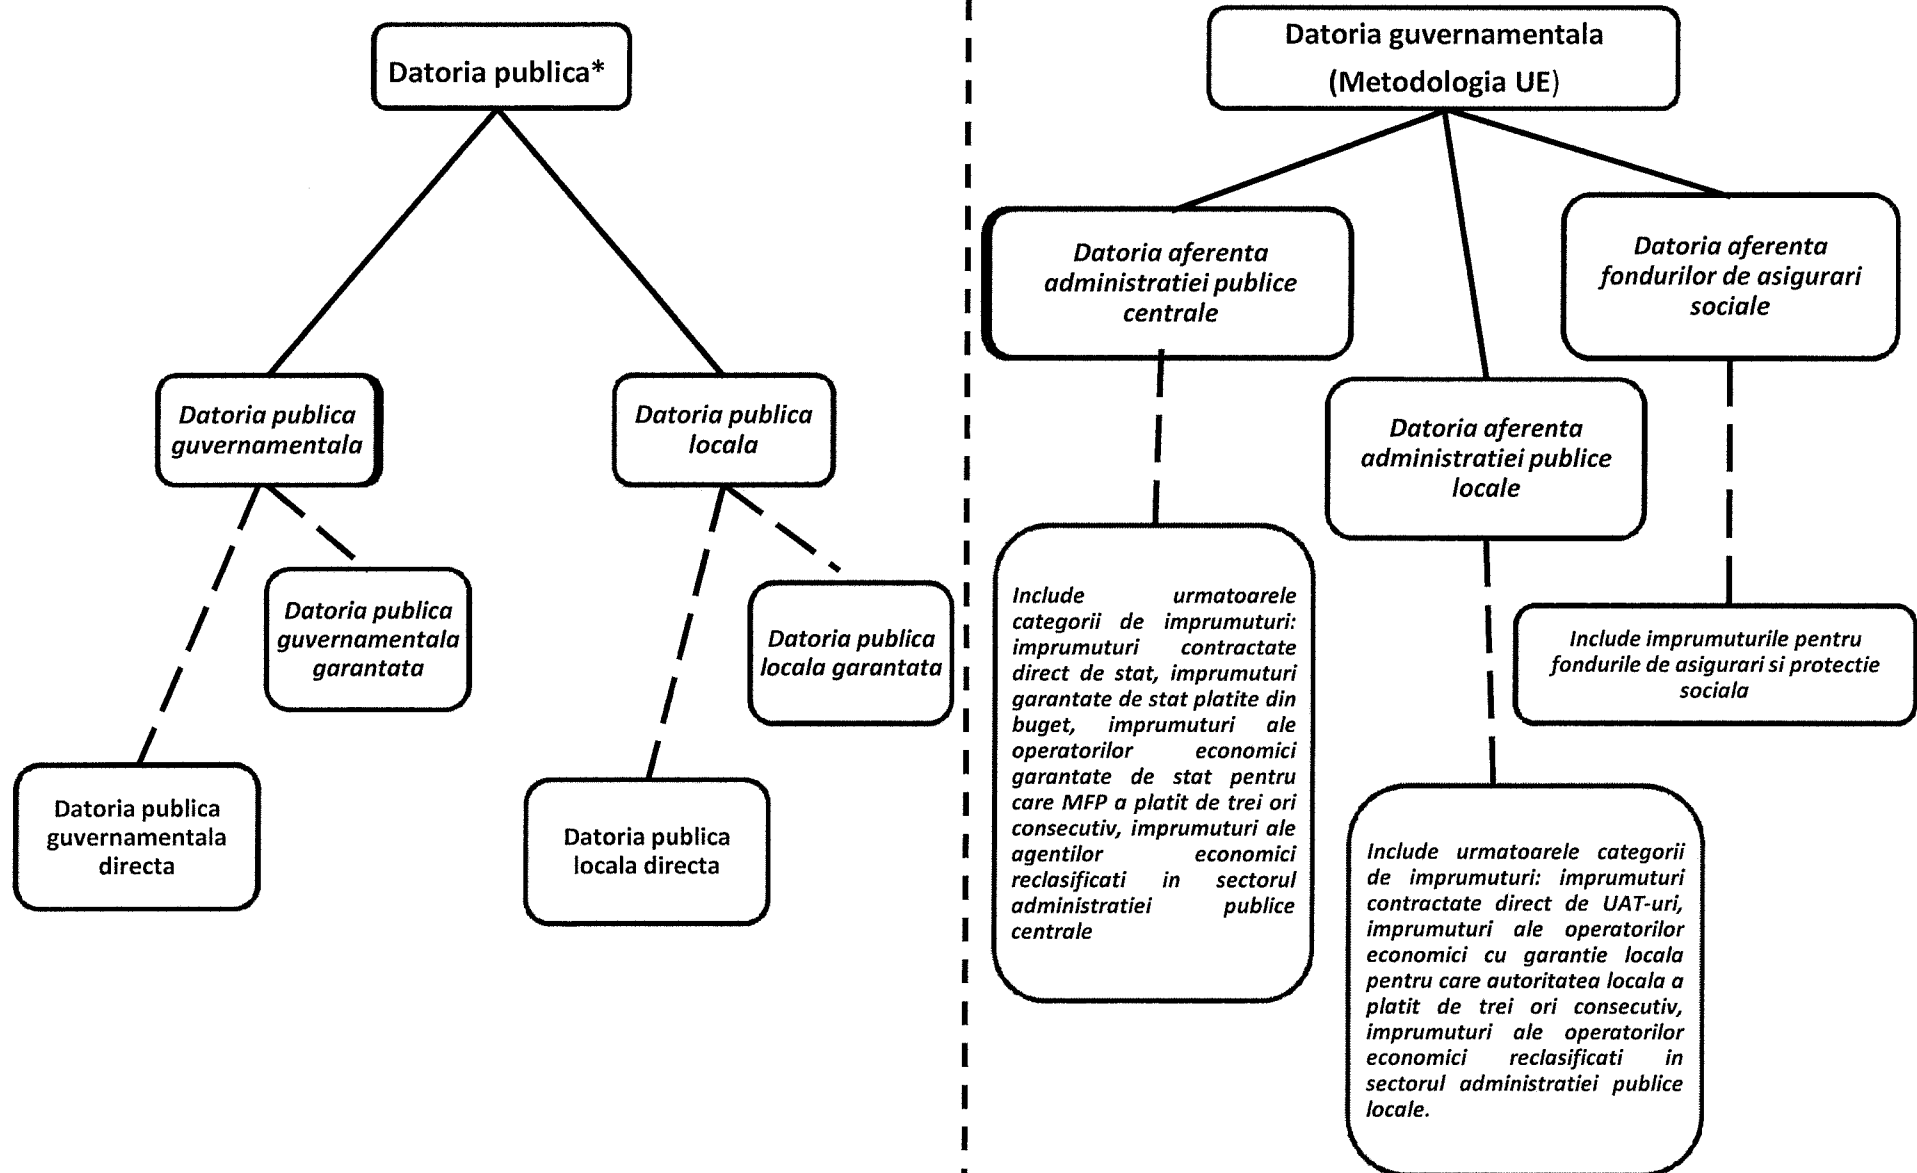 Datoria publica*
Datoria publica
guvernamentala
Datoria publica
locala
Datoria publica
guvernamentala
garantata
Datoria publica
locala garantata
Datoria publica
guvernamentala
directa
Datoria publica
locala directa
Datoria guvernamentala
(Metodologia UE)
Datoria aferenta
administratiei publice
centrale
Datoria aferenta
fondurilor de asigurari
sociale
Datoria aferenta
administratiei publice
locale
Include urmatoarele
categorii de imprumuturi:
imprumuturi contractate
direct de stat, imprumuturi
garantate de stat platite din
buget, imprumuturi ale
operatorilor economici
garantate de stat pentru
care MFP a platit de trei ori
consecutiv, imprumuturi ale
agentilor economici
reclasificati in sectorul
administratiei publice
centrale
Include imprumuturile pentru
fondurile de asigurari si protectie
sociala
Include urmatoarele categorii
de imprumuturi: imprumuturi
contractate direct de UAT-uri,
imprumuturi ale operatorilor
economici cu garantie locala
pentru care autoritatea locala a
platit de trei ori consecutiv,
imprumuturi ale operatorilor
economici reclasificati in
sectorul administratiei publice
locale.